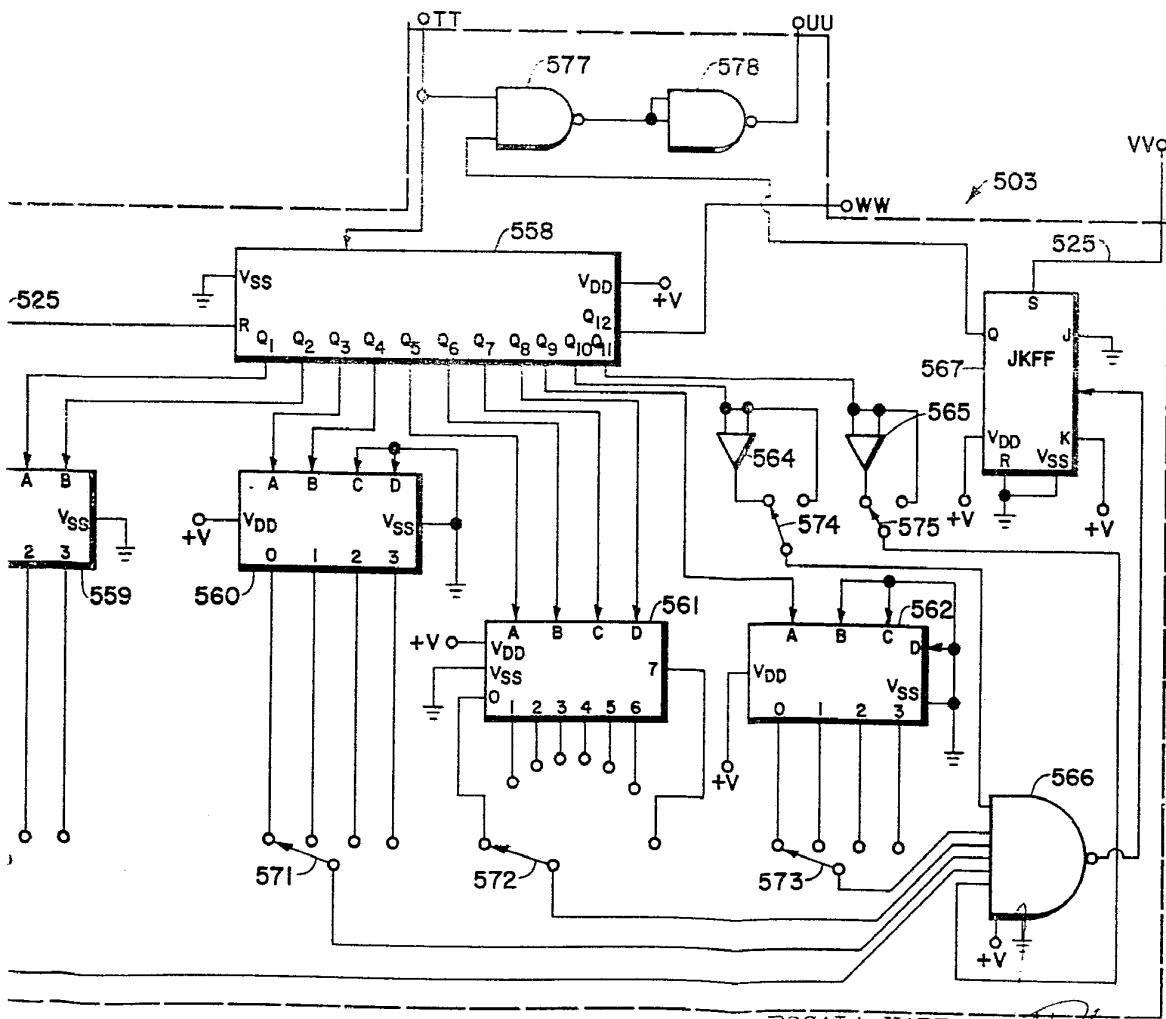 TT
UU
577
578
VV
503
WW
558
525
VSS
VDD
+V
525
S
R
Q12
Q1 Q2 Q3 Q4 Q5 Q6 Q7 Q8 Q9 Q10 Q11
Q
J
JKFF
567
565
564
VDD
K
R
VSS
A B
A B C D
VSS
VDD
VSS
+V
574
575
+V
+V
2 3
0 1 2 3
559
560
561
562
A B C D
A B C
D
+V
VDD
VSS
0
7
1 2 3 4 5 6
VDD
VSS
0 1 2 3
+V
566
571
572
573
+V